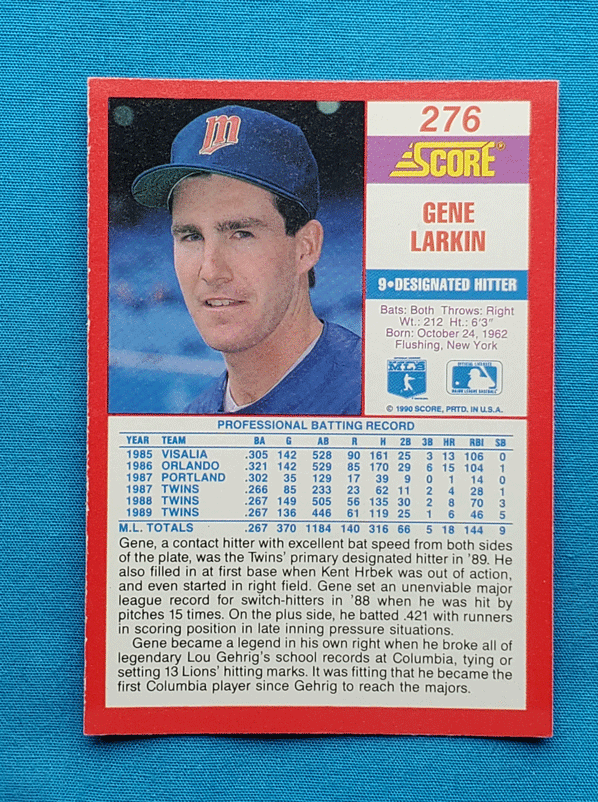 m
276
SCORE®
GENE
LARKIN
9•DESIGNATED HITTER
Bats: Both Throws: Right
Wt.: 212 Ht.: 6'3"
Born: October 24, 1962
Flushing, New York
MLB
MAJOR LEAGUE BASEBALL
© 1990 SCORE, PRTD. IN U.S.A.
PROFESSIONAL BATTING RECORD
YEAR TEAM BA G AB R H 2B 3B HR RBI SB
1985 VISALIA .305 142 528 90 161 25 3 13 106 0
1986 ORLANDO .321 142 529 85 170 29 6 15 104 1
1987 PORTLAND .302 35 129 17 39 9 0 1 14 0
1987 TWINS .266 85 233 23 62 11 2 4 28 1
1988 TWINS .267 149 505 56 135 30 2 8 70 3
1989 TWINS .267 136 446 61 119 25 1 6 46 5
M.L. TOTALS .267 370 1184 140 316 66 5 18 144 9
Gene, a contact hitter with excellent bat speed from both sides
of the plate, was the Twins' primary designated hitter in '89. He
also filled in at first base when Kent Hrbek was out of action,
and even started in right field. Gene set an unenviable major
league record for switch-hitters in '88 when he was hit by
pitches 15 times. On the plus side, he batted .421 with runners
in scoring position in late inning pressure situations.
Gene became a legend in his own right when he broke all of
legendary Lou Gehrig's school records at Columbia, tying or
setting 13 Lions' hitting marks. It was fitting that he became the
first Columbia player since Gehrig to reach the majors.